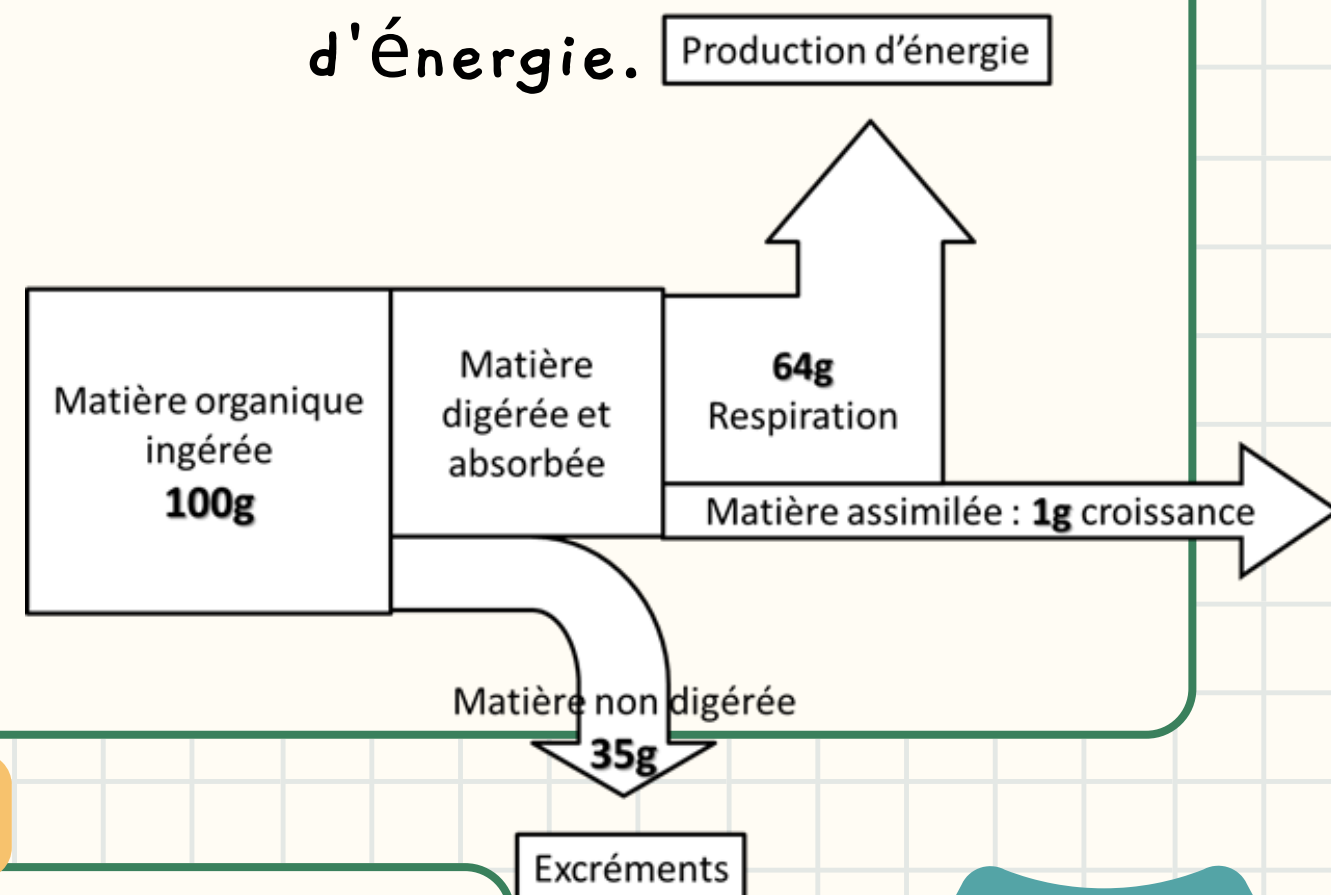 d'énergie.
Production d'énergie
Matière organique
ingérée
100g
Matière
digérée et
absorbée
64g
Respiration
Matière assimilée : 1g croissance
Matière non digérée
35g
Excréments